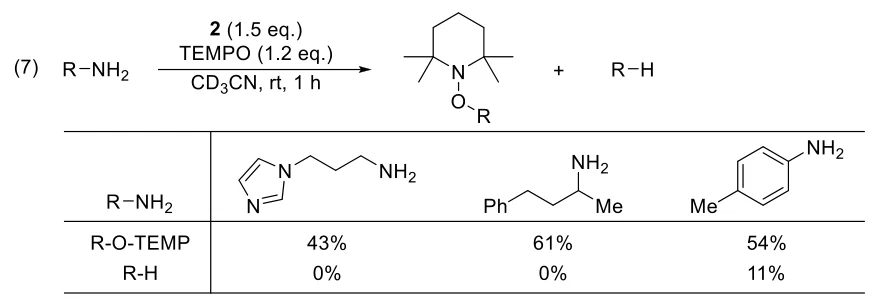 (7) R–NH₂
2 (1.5 eq.)
TEMPO (1.2 eq.)
CD₃CN, rt, 1 h
N
O
R
+
R–H
R–NH₂
N
N
NH₂
NH₂
Ph
Me
NH₂
Me
R-O-TEMP 43% 61% 54%
R-H 0% 0% 11%